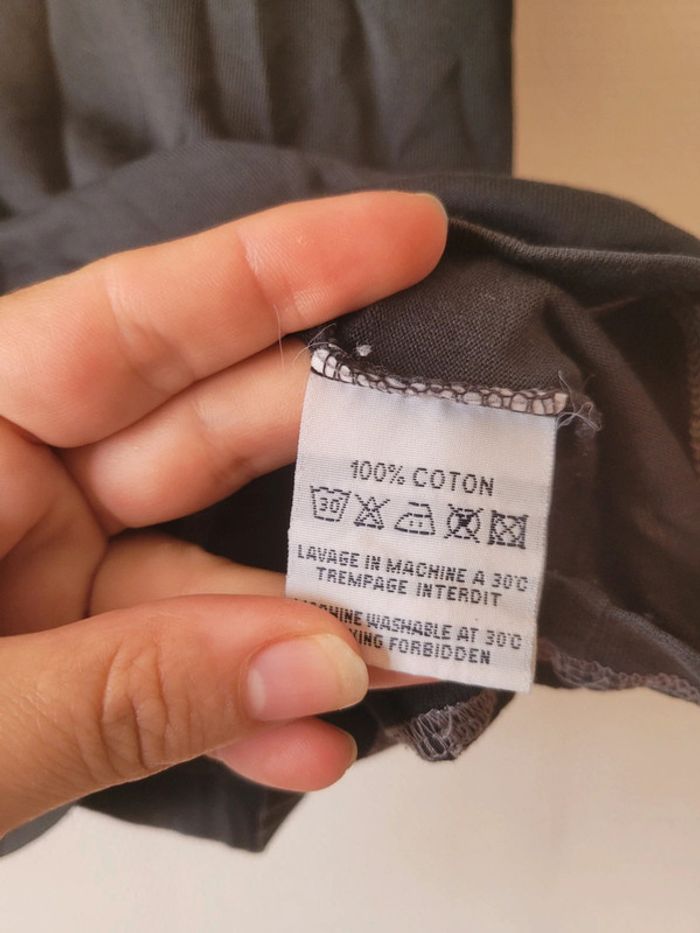 100% COTON
30
LAVAGE IN MACHINE A 30°C
TREMPAGE INTERDIT
WASHABLE AT 30°C
FORBIDDEN